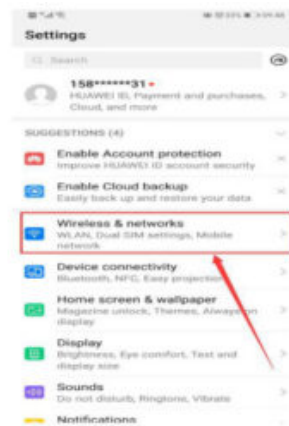 Settings
Search
158******31
HUAWEI ID, Payment and purchases,
Cloud, and more
SUGGESTIONS (4)
Enable Account protection
Improve HUAWEI ID account security
Enable Cloud backup
Easily back up and restore your data
Wireless & networks
WLAN, Dual SIM settings, Mobile
network
Device connectivity
Bluetooth, NFC, Easy projection
Home screen & wallpaper
Magazine unlock, Themes, Always on
display
Display
Brightness, Eye comfort, Text and
display size
Sounds
Do not disturb, Ringtone, Vibrate
Notifications